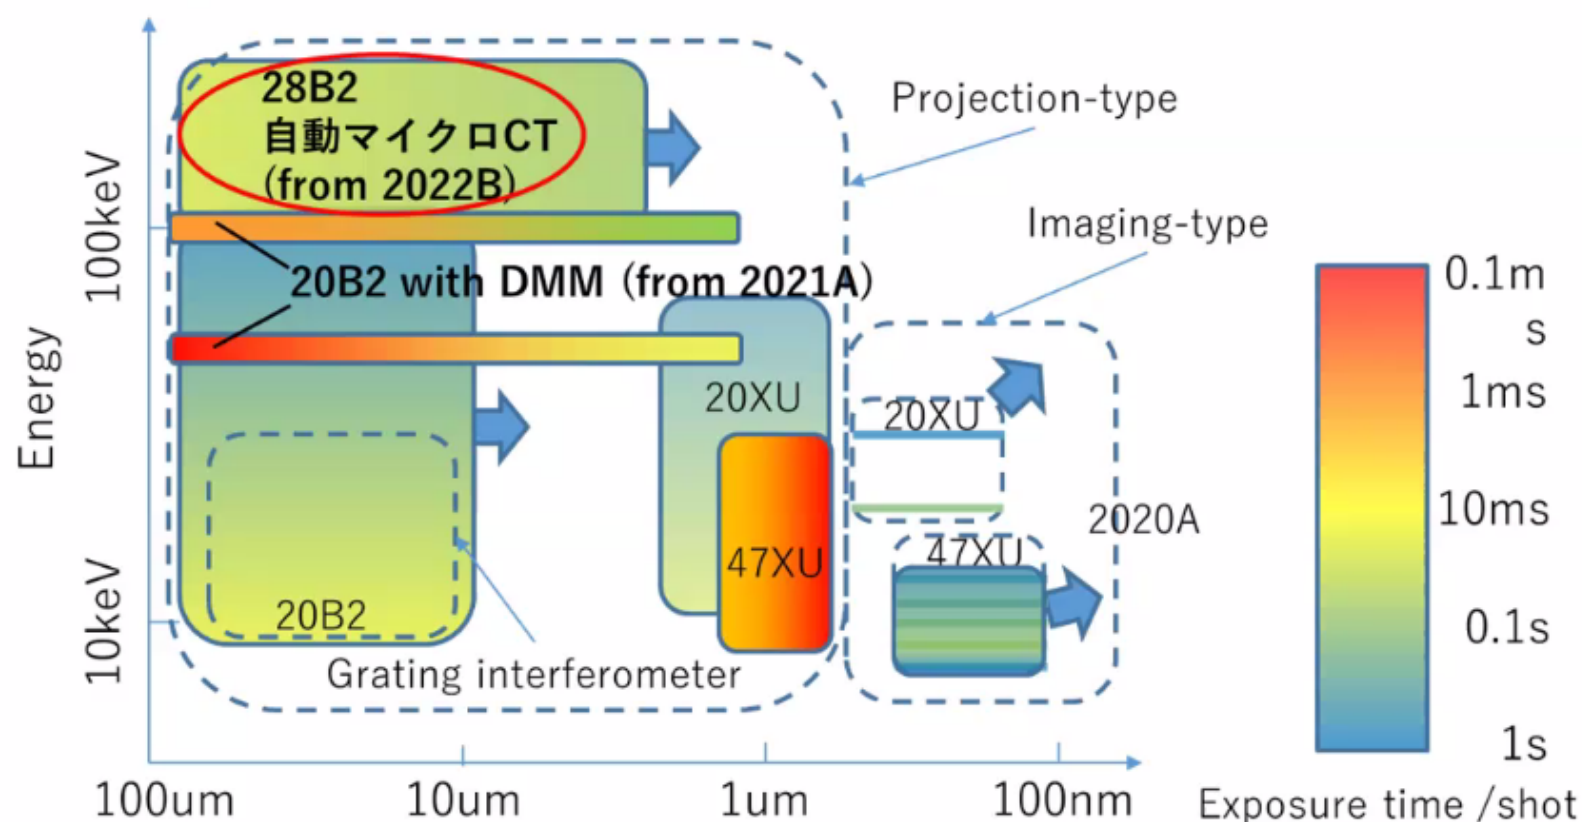 28B2
自動マイクロCT
(from 2022B)
Projection-type
Imaging-type
100keV
20B2 with DMM (from 2021A)
0.1m
s
1ms
Energy
20XU
20XU
10ms
2020A
47XU
47XU
10keV
20B2
0.1s
Grating interferometer
1s
100um
10um
1um
100nm
Exposure time /shot